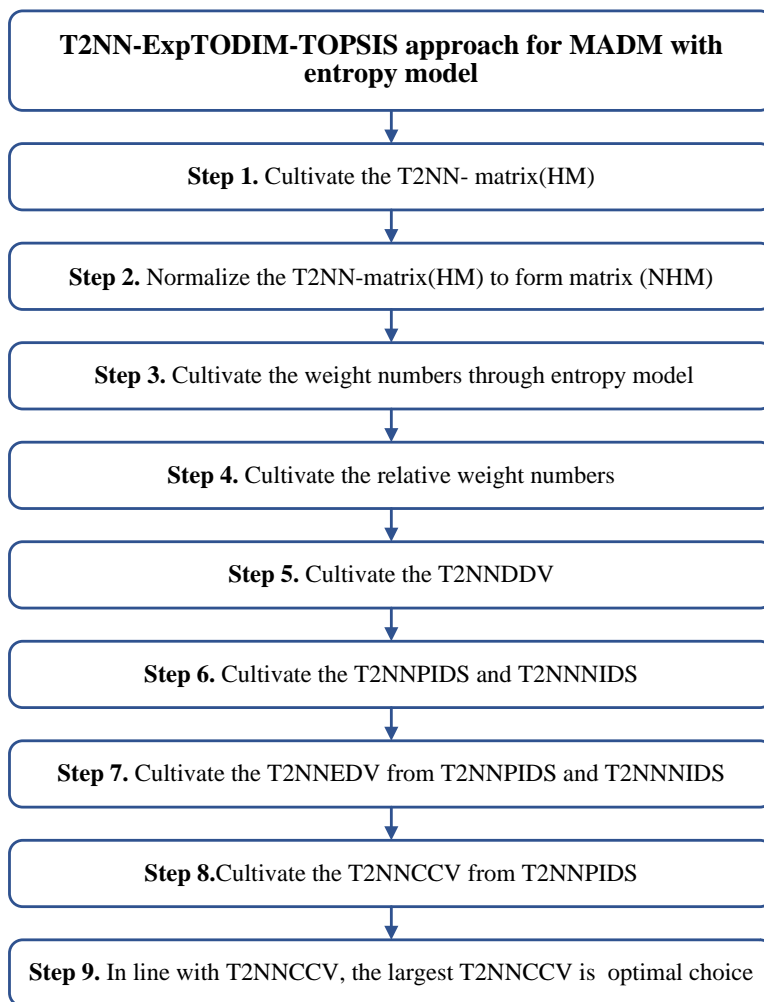 T2NN-ExpTODIM-TOPSIS approach for MADM with
entropy model
Step 1. Cultivate the T2NN- matrix(HM)
Step 2. Normalize the T2NN-matrix(HM) to form matrix (NHM)
Step 3. Cultivate the weight numbers through entropy model
Step 4. Cultivate the relative weight numbers
Step 5. Cultivate the T2NNDDV
Step 6. Cultivate the T2NNPIDS and T2NNNIDS
Step 7. Cultivate the T2NNEDV from T2NNPIDS and T2NNNIDS
Step 8.Cultivate the T2NNCCV from T2NNPIDS
Step 9. In line with T2NNCCV, the largest T2NNCCV is optimal choice